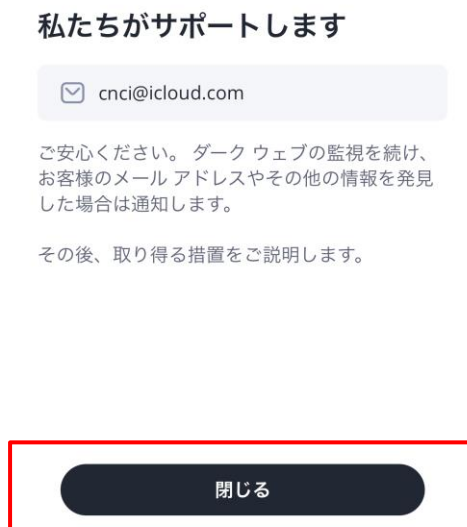 私たちがサポートします
cnci@icloud.com
ご安心ください。 ダーク ウェブの監視を続け、
お客様のメール アドレスやその他の情報を発見
した場合は通知します。
その後、取り得る措置をご説明します。
閉じる